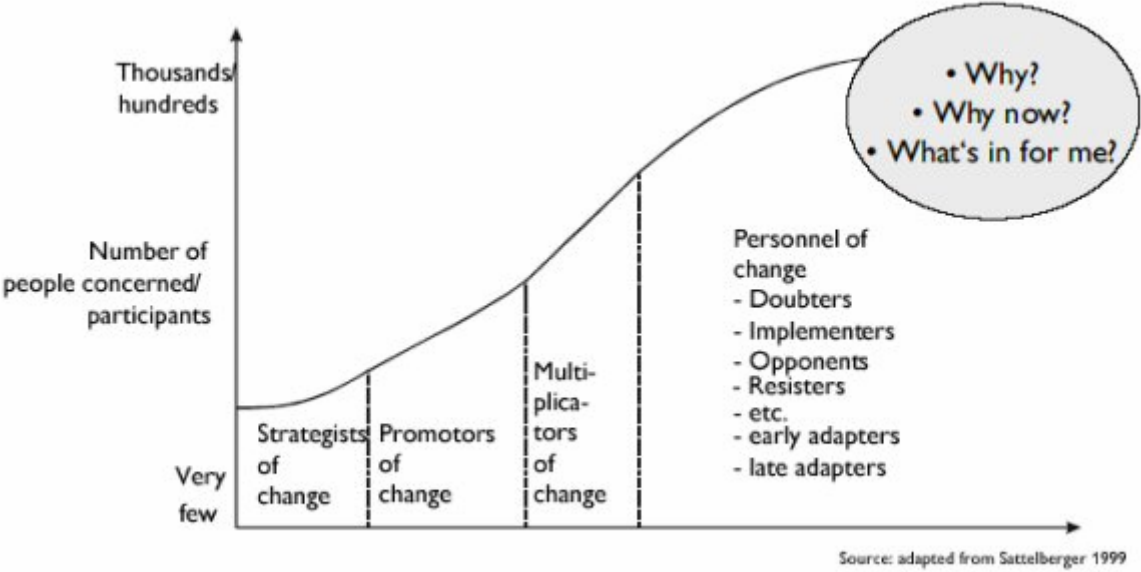 Thousands/
hundreds
Number of
people concerned/
participants
Very
few
Strategists
of
change
Promotors
of
change
Multi-
plica-
tors
of
change
Personnel of
change
- Doubters
- Implementers
- Opponents
- Resisters
- etc.
- early adapters
- late adapters
• Why?
• Why now?
• What's in for me?
Source: adapted from Sattelberger 1999